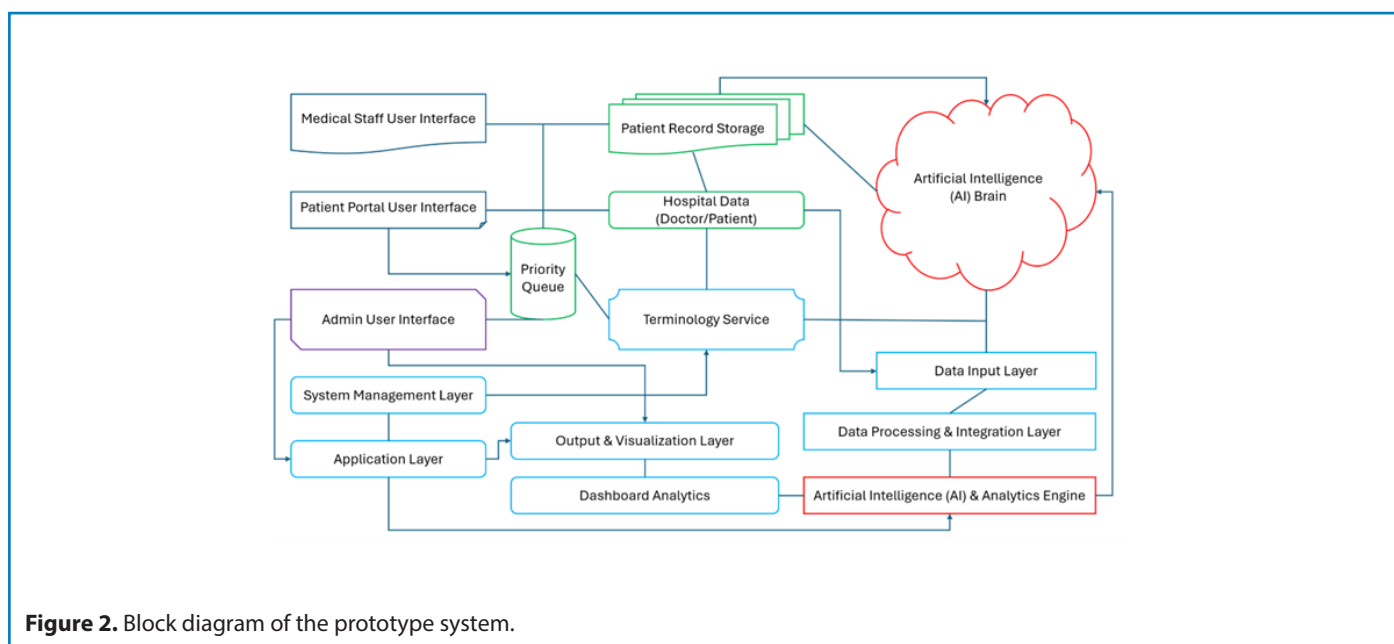 Medical Staff User Interface
Patient Record Storage
Artificial Intelligence
(AI) Brain
Patient Portal User Interface
Hospital Data
(Doctor/Patient)
Priority
Queue
Admin User Interface
Terminology Service
Data Input Layer
System Management Layer
Output & Visualization Layer
Data Processing & Integration Layer
Application Layer
Dashboard Analytics
Artificial Intelligence (AI) & Analytics Engine
Figure 2. Block diagram of the prototype system.